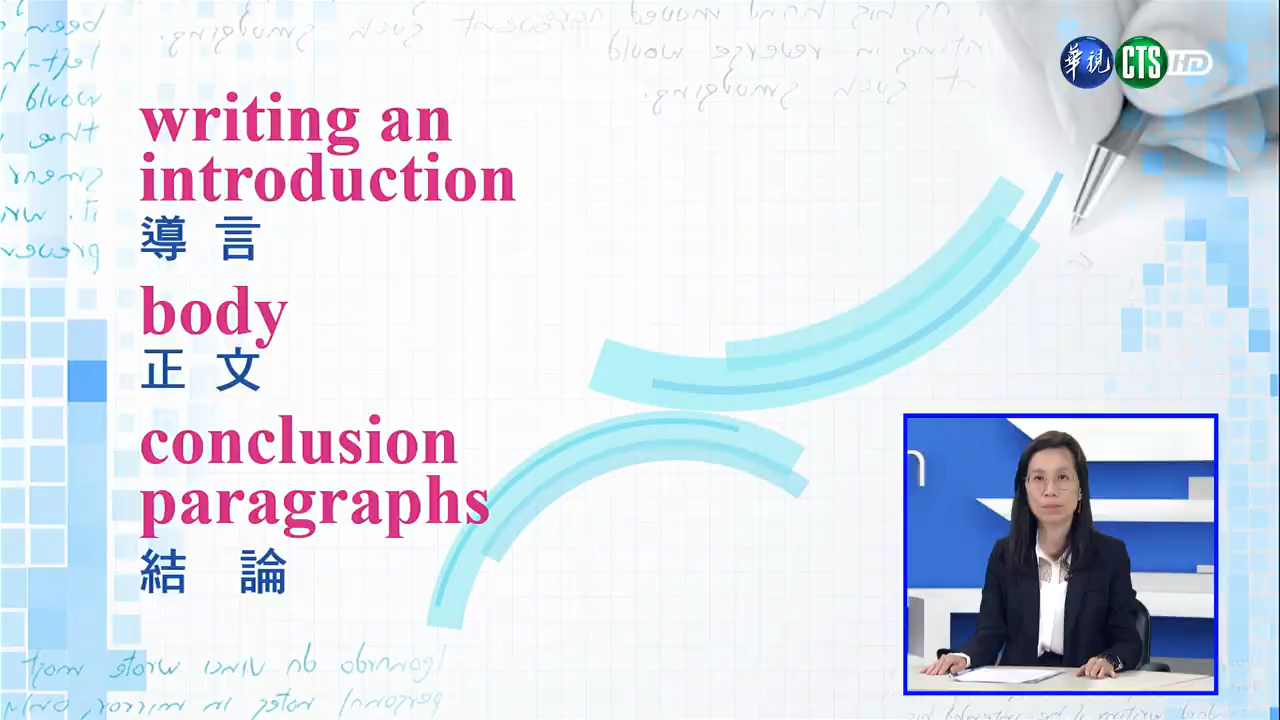 華視 CTS HD
writing an
introduction
導言
body
正文
conclusion
paragraphs
結論